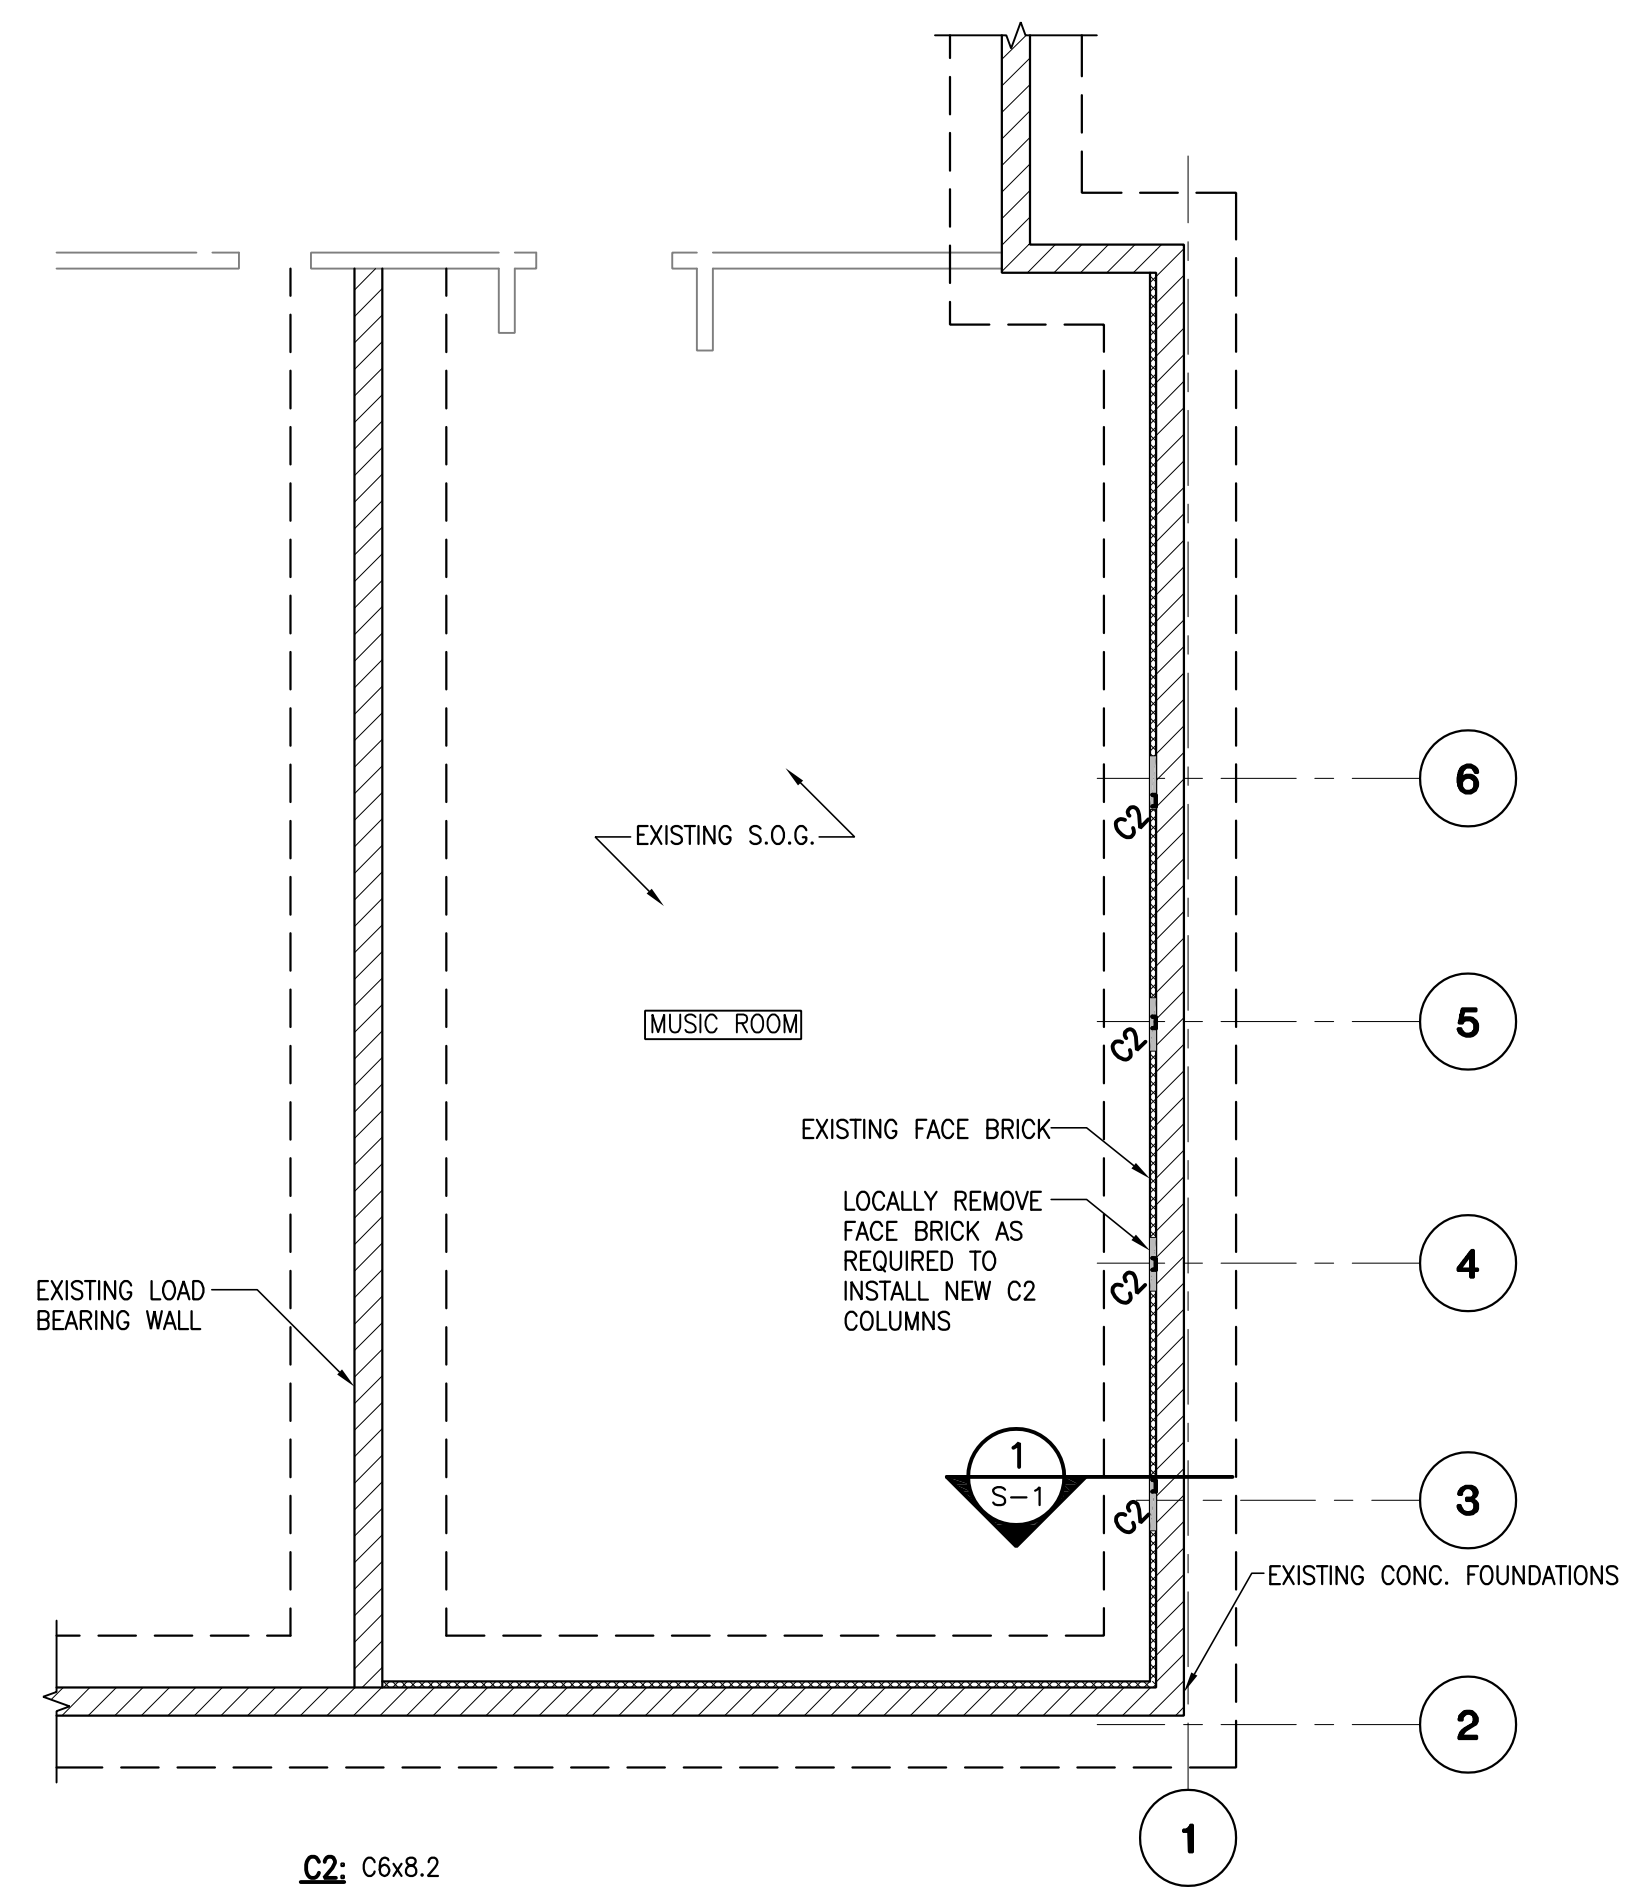 6
C2
EXISTING S.O.G.
5
MUSIC ROOM
C2
EXISTING FACE BRICK
LOCALLY REMOVE
FACE BRICK AS
REQUIRED TO
INSTALL NEW C2
COLUMNS
4
C2
EXISTING LOAD
BEARING WALL
1
S-1
3
C2
EXISTING CONC. FOUNDATIONS
2
1
C2: C6x8.2